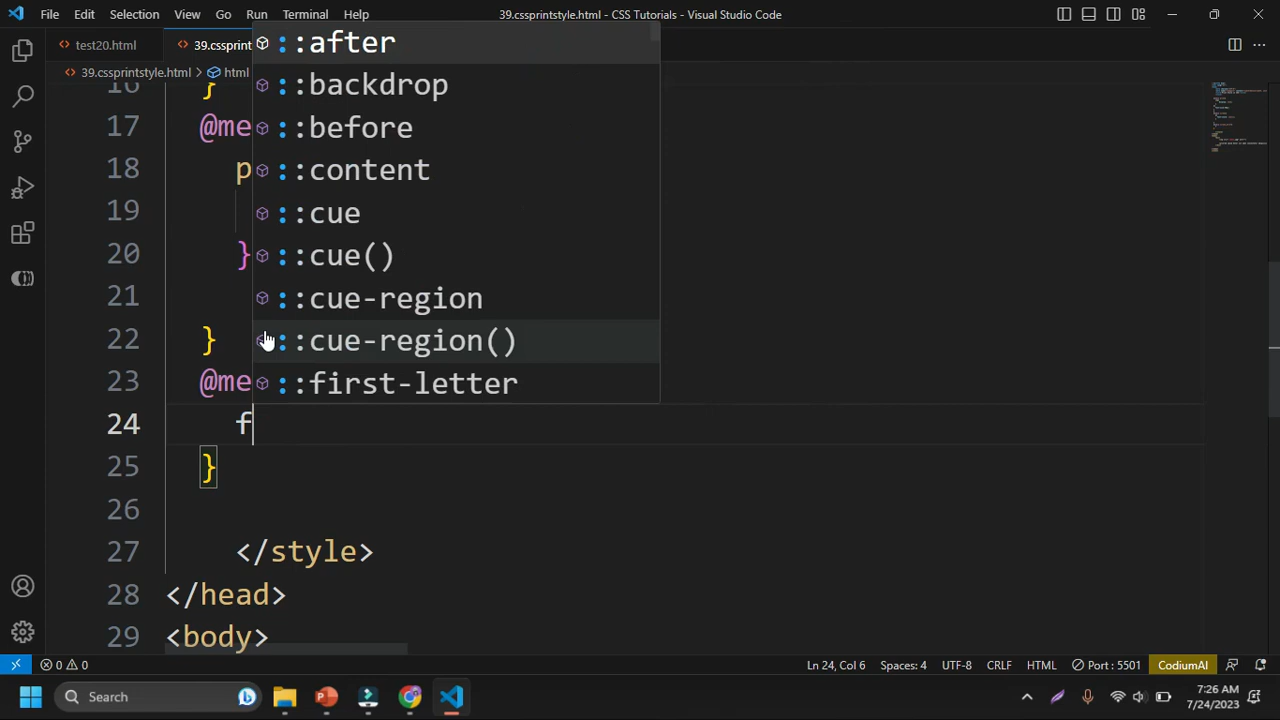 File Edit Selection View Go Run Terminal Help
39.cssprintstyle.html - CSS Tutorials - Visual Studio Code
test20.html 39.cssprint
39.cssprintstyle.html > html
16 }
17 @me
18 p
19
20 }
21
22 }
23 @me
24 f
25 }
26
27 </style>
28 </head>
29 <body>
::after
::backdrop
::before
::content
::cue
::cue()
::cue-region
::cue-region()
::first-letter
0 0 Ln 24, Col 6 Spaces: 4 UTF-8 CRLF HTML Port : 5501 CodiumAI
Search 7:26 AM
7/24/2023